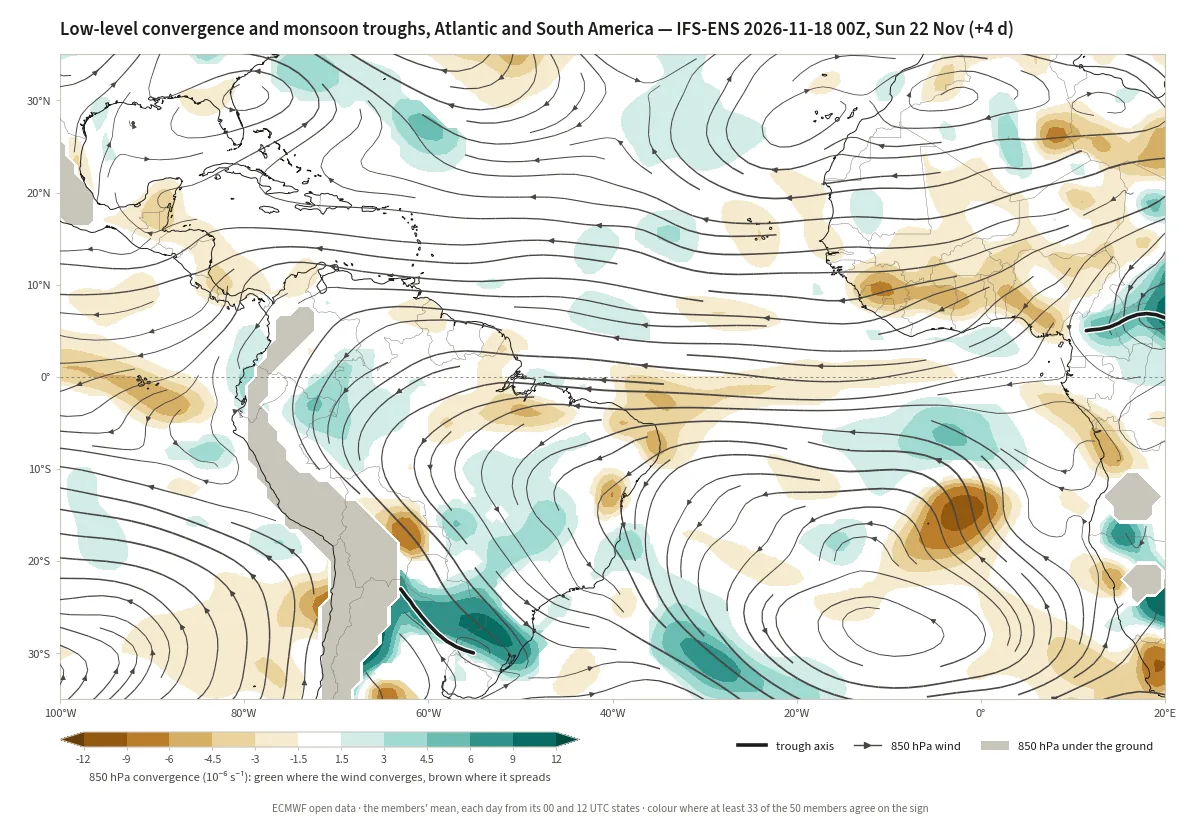 Low-level convergence and monsoon troughs, Atlantic and South America — IFS-ENS 2026-11-18 00Z, Sun 22 Nov (+4 d)
30°N
20°N
10°N
0°
10°S
20°S
30°S
100°W 80°W 60°W 40°W 20°W 0° 20°E
-12 -9 -6 -4.5 -3 -1.5 1.5 3 4.5 6 9 12
850 hPa convergence (10⁻⁶ s⁻¹): green where the wind converges, brown where it spreads
trough axis 850 hPa wind 850 hPa under the ground
ECMWF open data · the members' mean, each day from its 00 and 12 UTC states · colour where at least 33 of the 50 members agree on the sign